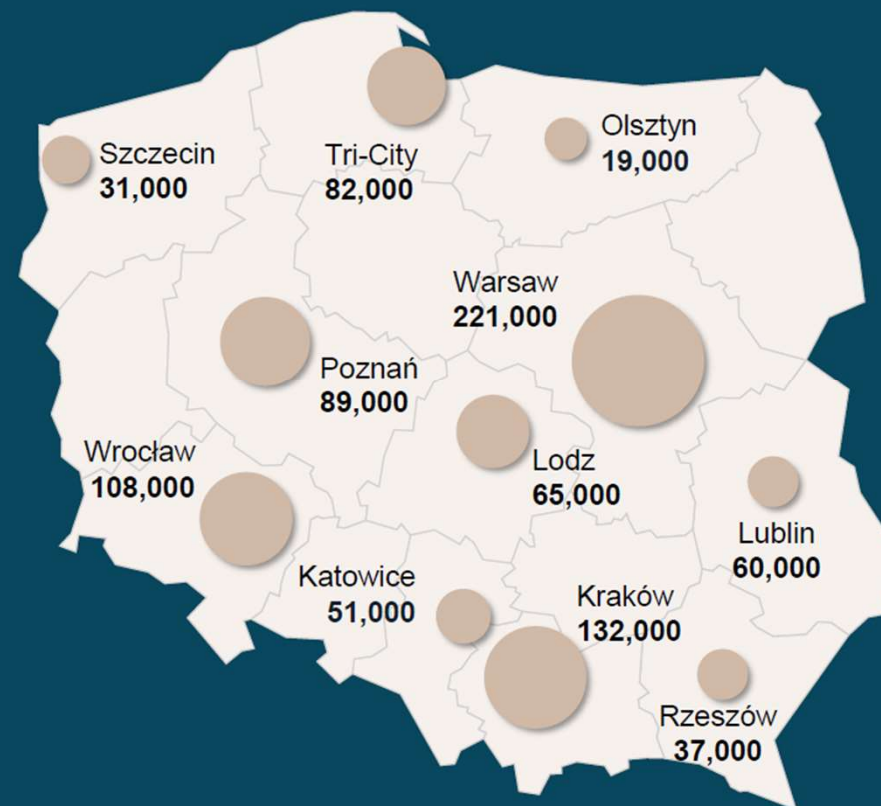 Szczecin
31,000
Tri-City
82,000
Olsztyn
19,000
Warsaw
221,000
Poznań
89,000
Wrocław
108,000
Lodz
65,000
Lublin
60,000
Katowice
51,000
Kraków
132,000
Rzeszów
37,000